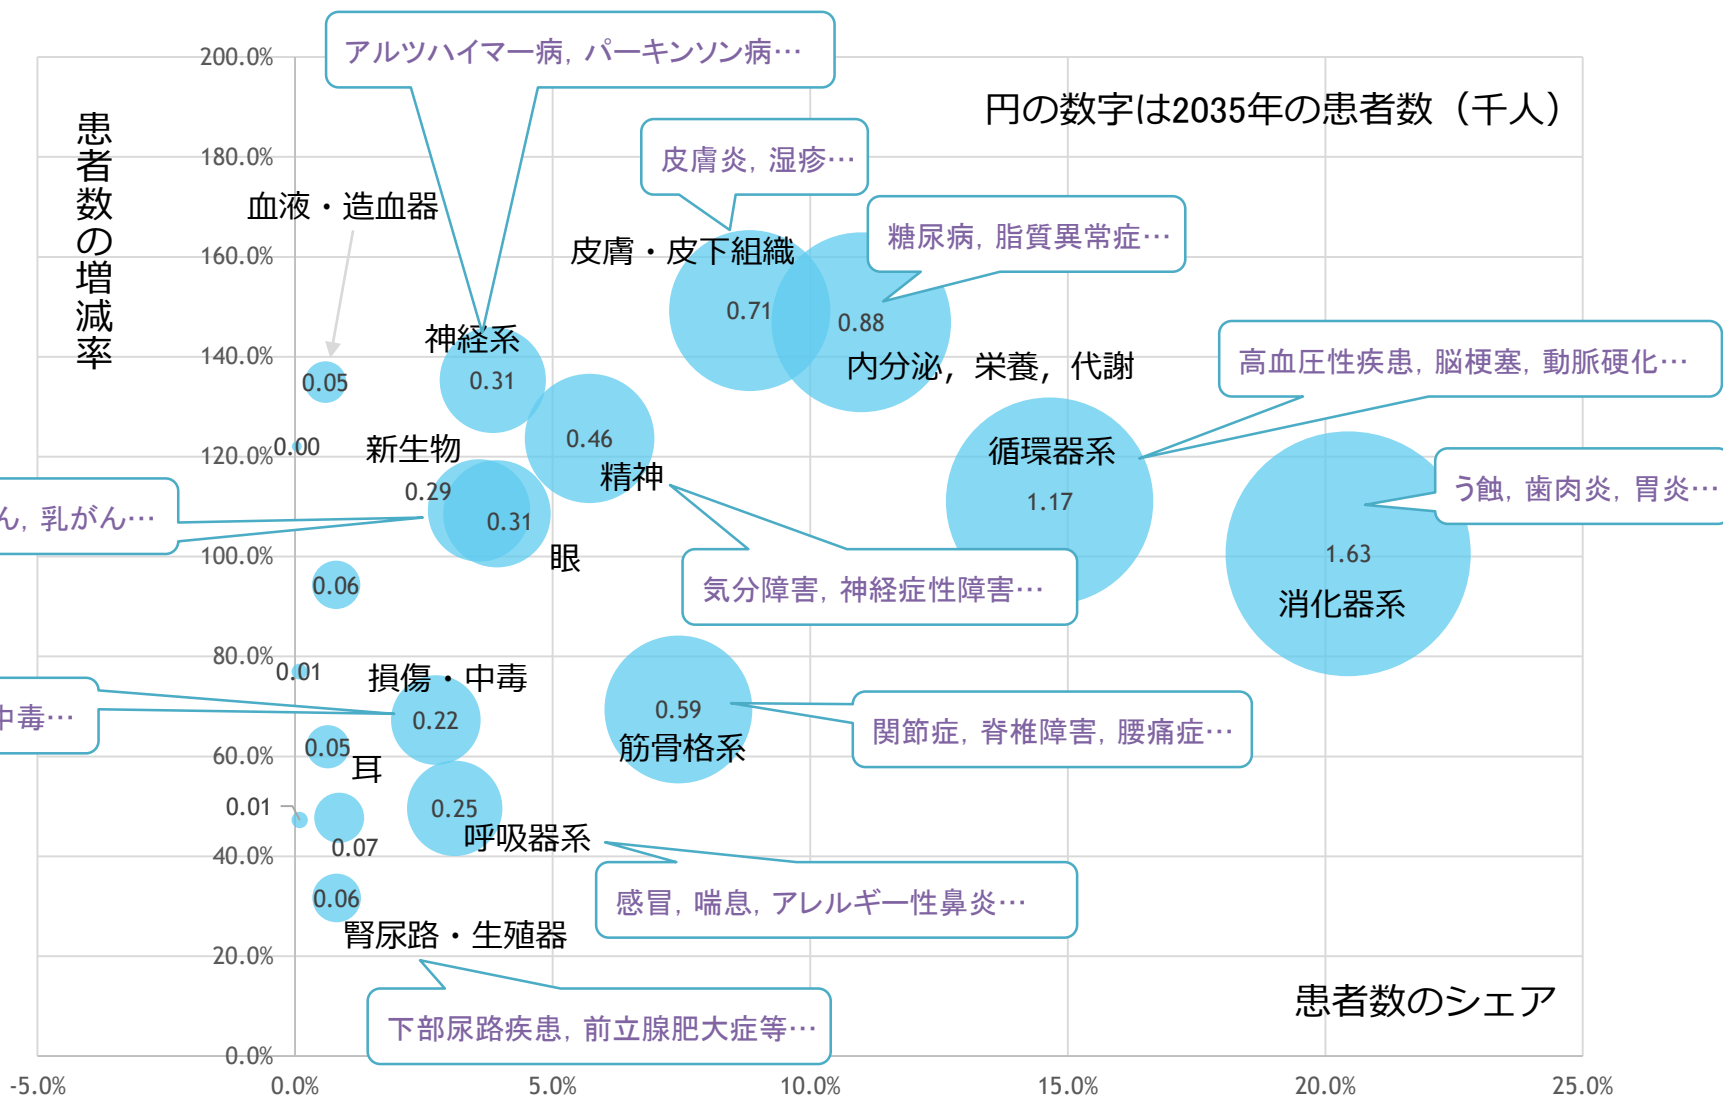 アルツハイマー病, パーキンソン病…
200.0%
円の数字は2035年の患者数（千人）
患者数の増減率
皮膚炎, 湿疹…
180.0%
血液・造血器
糖尿病, 脂質異常症…
皮膚・皮下組織
160.0%
0.71
0.88
神経系
140.0%
内分泌, 栄養, 代謝
高血圧性疾患, 脳梗塞, 動脈硬化…
0.05
0.31
0.46
新生物
120.0%
0.00
循環器系
精神
0.29
う蝕, 歯肉炎, 胃炎…
1.17
ん, 乳がん…
0.31
100.0%
眼
1.63
0.06
気分障害, 神経症性障害…
消化器系
80.0%
0.01
損傷・中毒
中毒…
0.22
0.59
関節症, 脊椎障害, 腰痛症…
0.05
60.0%
筋骨格系
耳
0.01
0.25
呼吸器系
0.07
40.0%
0.06
感冒, 喘息, アレルギー性鼻炎…
腎尿路・生殖器
20.0%
患者数のシェア
下部尿路疾患, 前立腺肥大症等…
0.0%
-5.0%
0.0%
5.0%
10.0%
15.0%
20.0%
25.0%